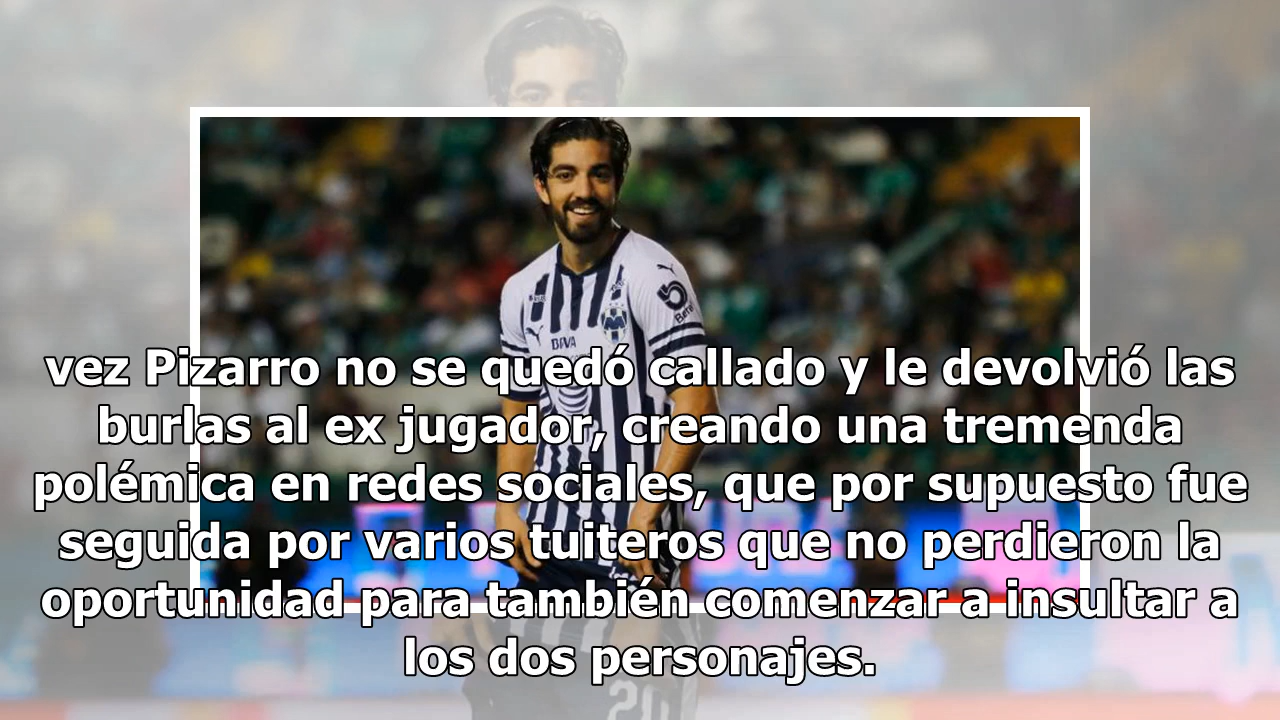 vez Pizarro no se quedó callado y le devolvió las
burlas al ex jugador, creando una tremenda
polémica en redes sociales, que por supuesto fue
seguida por varios tuiteros que no perdieron la
oportunidad para también comenzar a insultar a
los dos personajes.
BBVA
20